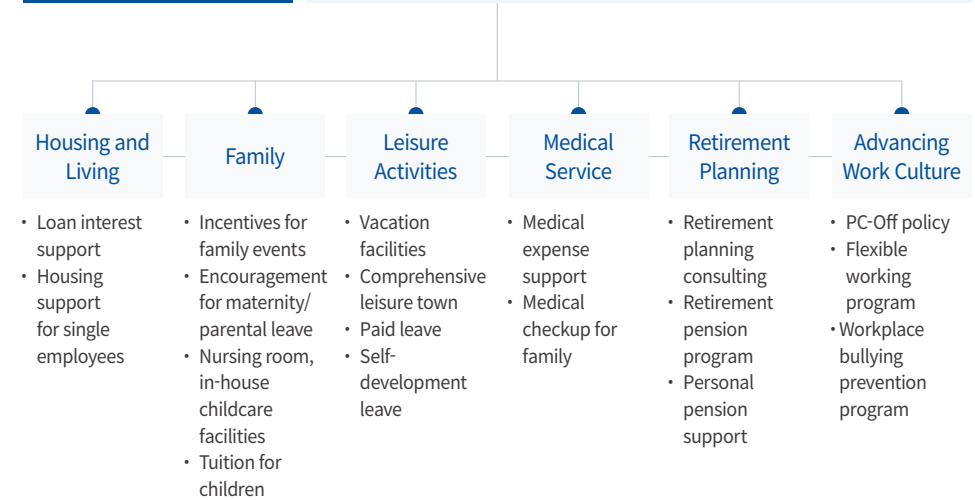 Housing and
Living
Family
Leisure
Activities
Medical
Service
Retirement
Planning
Advancing
Work Culture
• Loan interest
support
• Housing
support
for single
employees
• Incentives for
family events
• Encouragement
for maternity/
parental leave
• Nursing room,
in-house
childcare
facilities
• Tuition for
children
• Vacation
facilities
• Comprehensive
leisure town
• Paid leave
• Self-
development
leave
• Medical
expense
support
• Medical
checkup for
family
• Retirement
planning
consulting
• Retirement
pension
program
• Personal
pension
support
• PC-Off policy
• Flexible
working
program
• Workplace
bullying
prevention
program